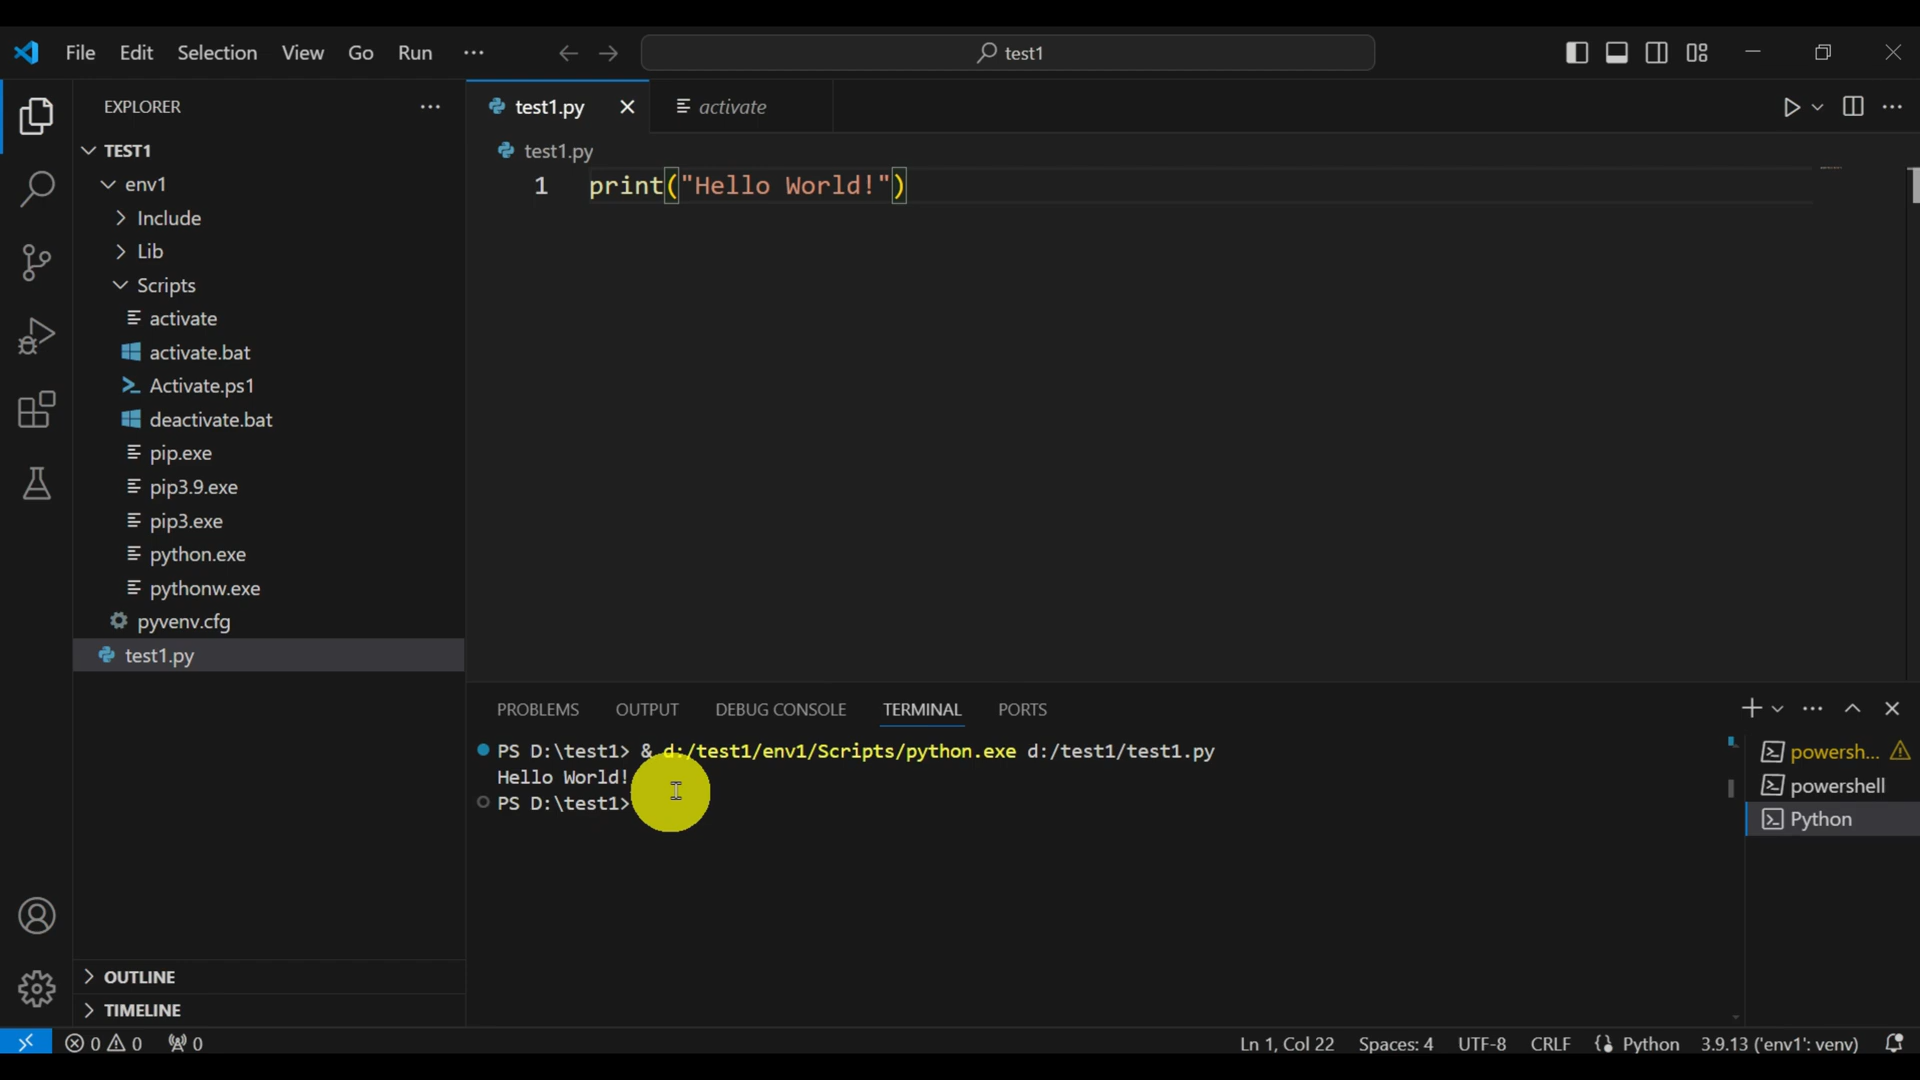 File Edit Selection View Go Run ··· test1
EXPLORER ···
TEST1
env1
Include
Lib
Scripts
activate
activate.bat
Activate.ps1
deactivate.bat
pip.exe
pip3.9.exe
pip3.exe
python.exe
pythonw.exe
pyvenv.cfg
test1.py
OUTLINE
TIMELINE
test1.py activate
test1.py
1 print("Hello World!")
PROBLEMS OUTPUT DEBUG CONSOLE TERMINAL PORTS
PS D:\test1> & d:/test1/env1/Scripts/python.exe d:/test1/test1.py
Hello World!
PS D:\test1>
powersh...
powershell
Python
0 0 0 Ln 1, Col 22 Spaces: 4 UTF-8 CRLF Python 3.9.13 ('env1': venv)